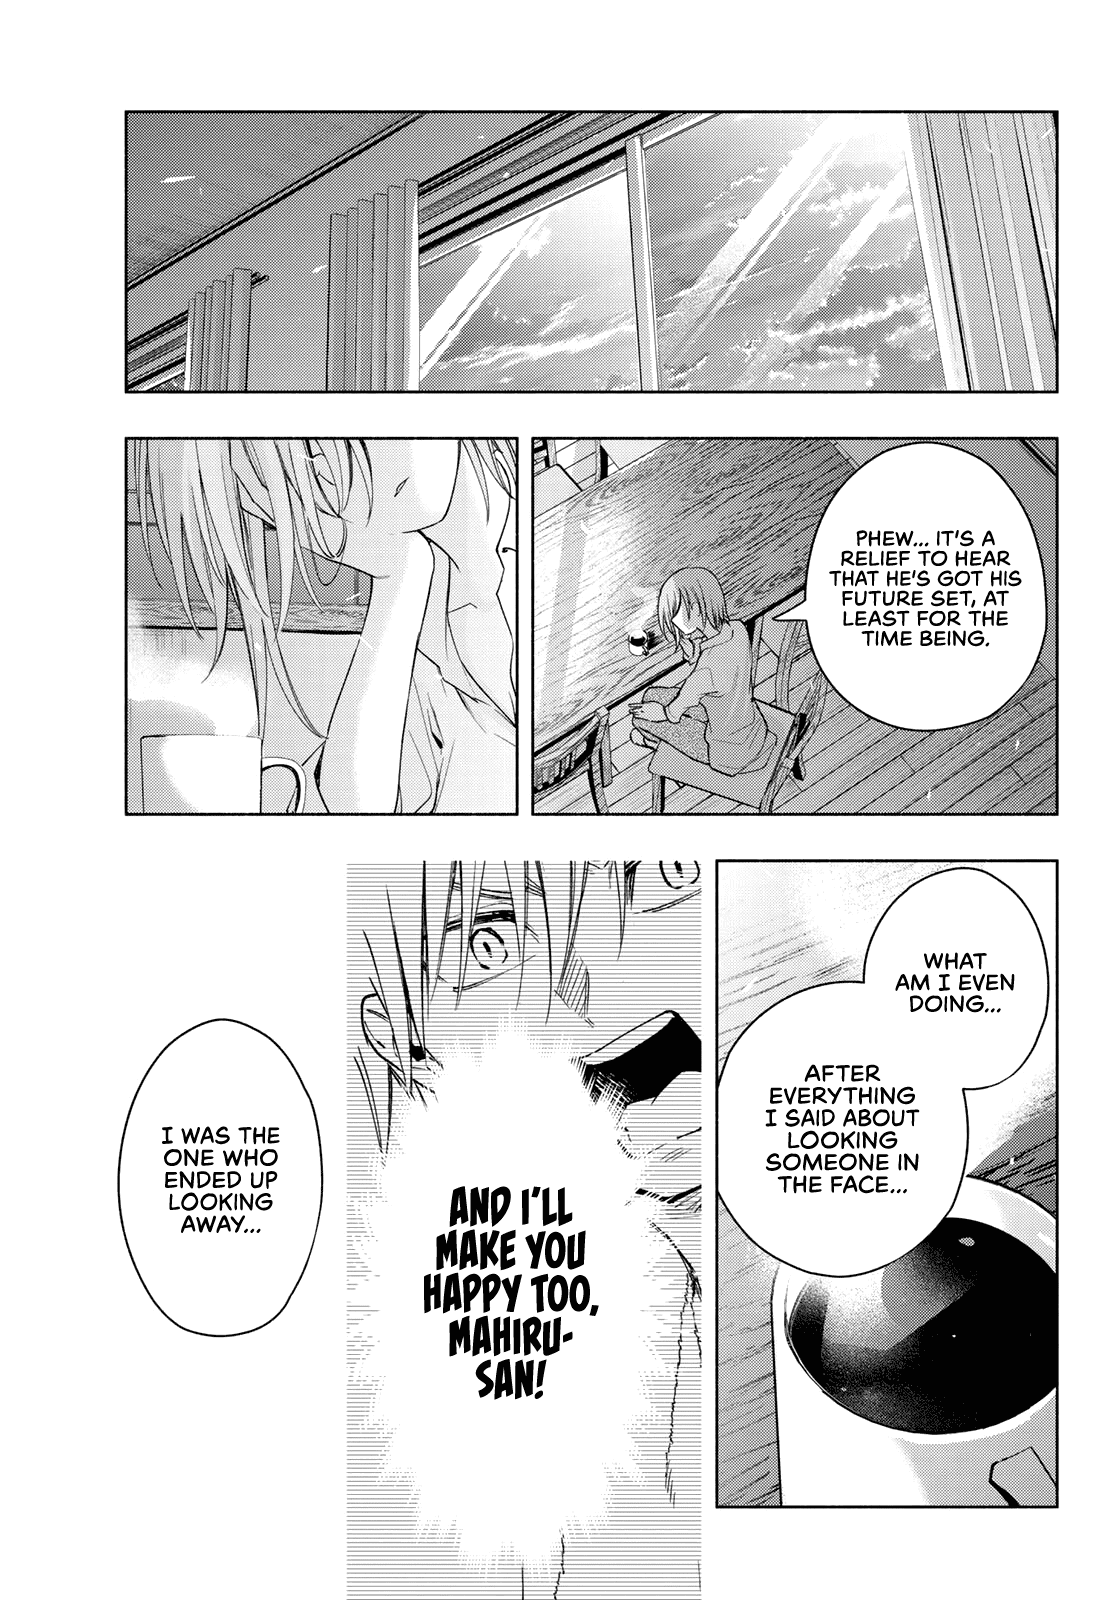 PHEW... IT'S A
RELIEF TO HEAR
THAT HE'S GOT HIS
FUTURE SET, AT
LEAST FOR THE
TIME BEING.
WHAT
AM I EVEN
DOING...
AFTER
EVERYTHING
I SAID ABOUT
LOOKING
SOMEONE IN
THE FACE...
AND I'LL
MAKE YOU
HAPPY TOO,
MAHIRU-
SAN!
I WAS THE
ONE WHO
ENDED UP
LOOKING
AWAY...